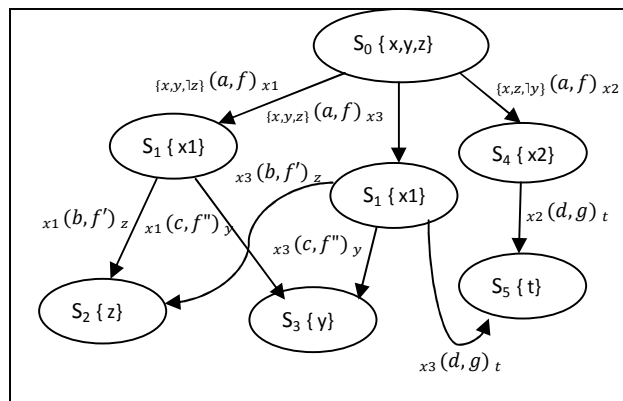 S0 { x,y,z}
{x,y,⌉z}(a, f) x1
{x,y,z}(a, f) x3
{x,z,⌉y}(a, f) x2
S1 { x1}
S4 { x2}
x3(b, f') z
S1 { x1}
x1(b, f') z
x1(c, f") y
x3(c, f") y
x2(d, g) t
S2 { z}
S3 { y}
S5 { t}
x3(d, g) t